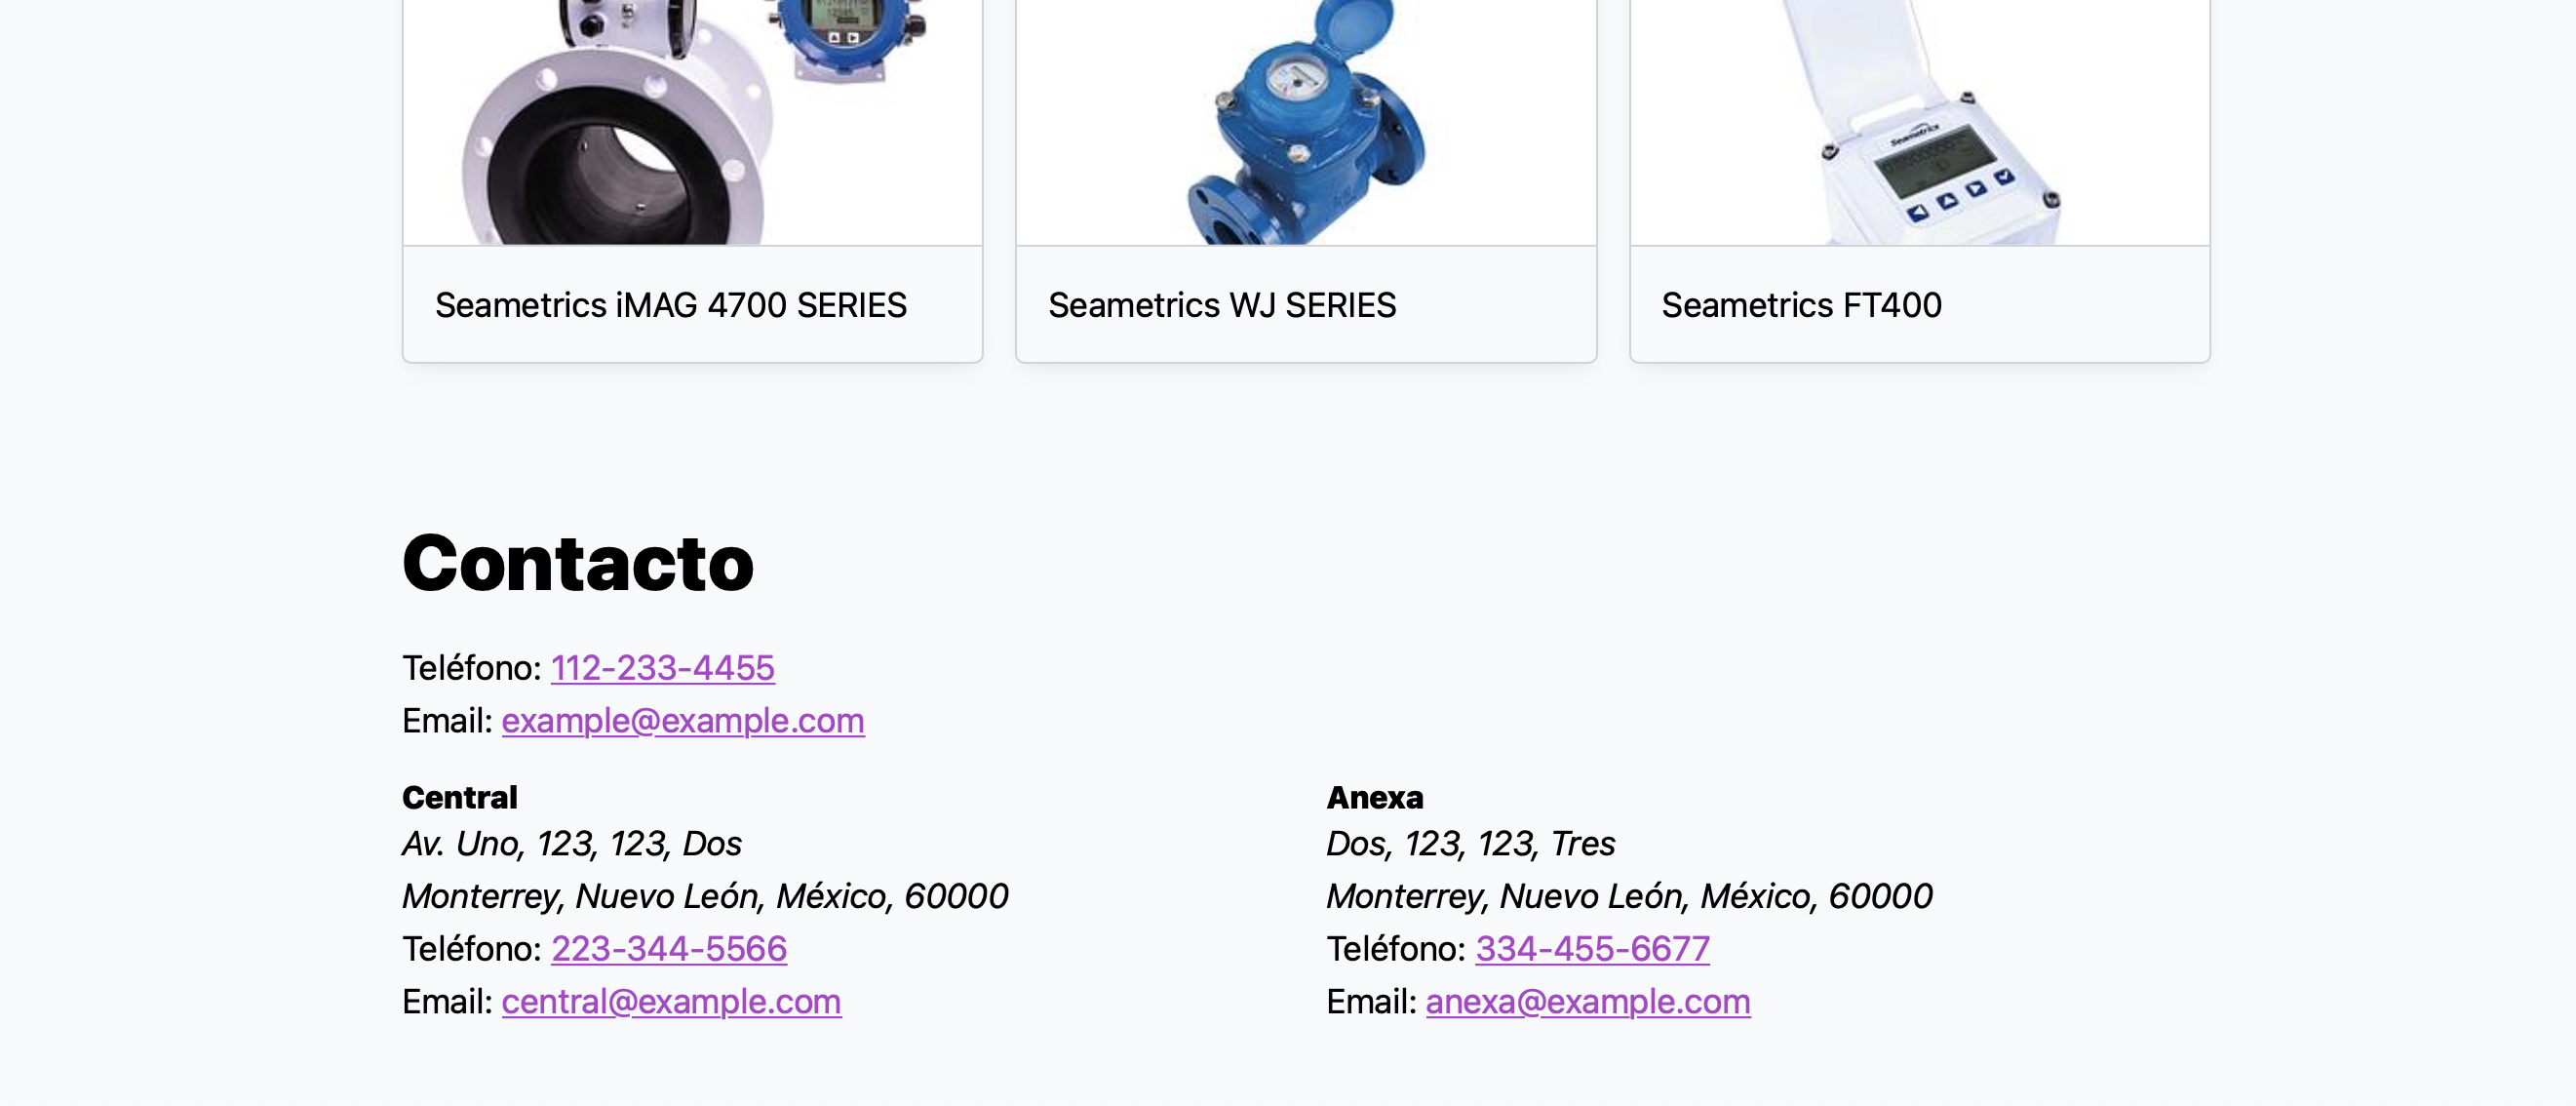 Seametrics
Seametrics iMAG 4700 SERIES
Seametrics WJ SERIES
Seametrics FT400
Contacto
Teléfono: 112-233-4455
Email: example@example.com
Central
Av. Uno, 123, 123, Dos
Monterrey, Nuevo León, México, 60000
Teléfono: 223-344-5566
Email: central@example.com
Anexa
Dos, 123, 123, Tres
Monterrey, Nuevo León, México, 60000
Teléfono: 334-455-6677
Email: anexa@example.com